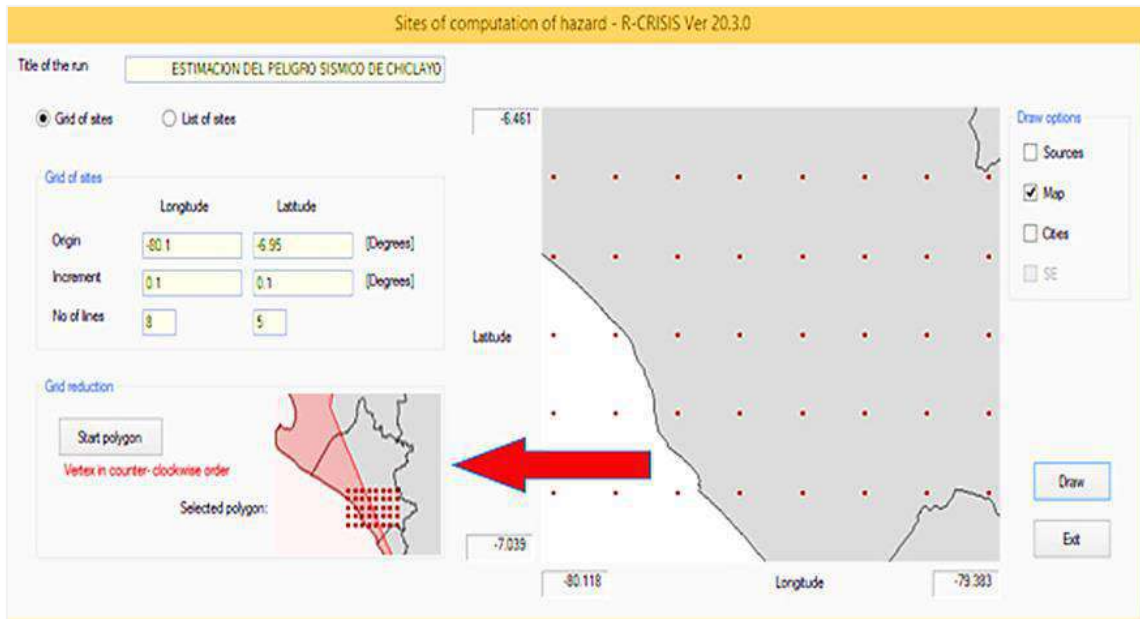 Sites of computation of hazard - R-CRISIS Ver 20.3.0
Title of the run
ESTIMACION DEL PELIGRO SISMICO DE CHICLAYO
Grid of sites
List of sites
Grid of sites
Longitude Latitude
Origin -80.1 -6.95 [Degrees]
Increment 0.1 0.1 [Degrees]
No of lines 8 5
Grid reduction
Start polygon
Vertex in counter- clockwise order
Selected polygon:
-6.461
Latitude
-7.039
-80.118 Longitude -79.383
Draw options
Sources
Map
Cities
SE
Draw
Exit